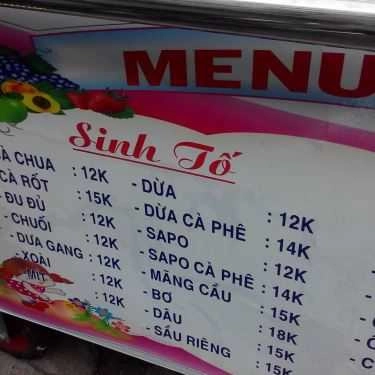 MENU
Sinh Tố
À CHUA : 12K
CÀ RỐT : 15K
- ĐU ĐỦ : 12K
- CHUỐI : 12K
- DƯA GANG : 12K
- XOÀI : 12K
- MÍT : 12K
- DỪA : 12K
- DỪA CÀ PHÊ : 14K
- SAPO : 12K
- SAPO CÀ PHÊ : 14K
- MÃNG CẦU : 15K
- BƠ : 18K
- DÂU : 15K
- SẦU RIÊNG : 15K